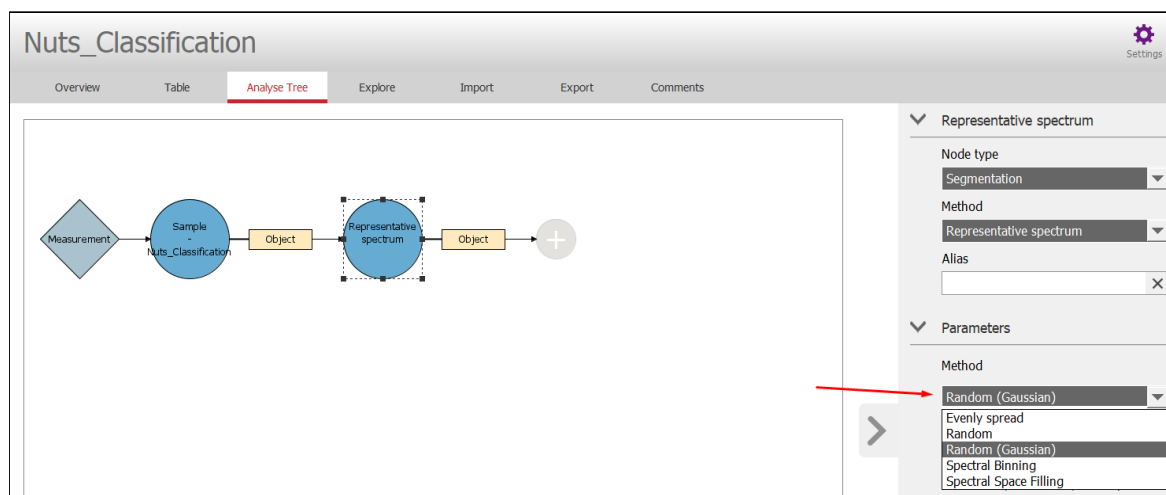 Nuts_Classification
Settings
Overview Table Analyse Tree Explore Import Export Comments
Representative spectrum
Node type
Segmentation
Method
Representative spectrum
Alias
Parameters
Method
Random (Gaussian)
Evenly spread
Random
Random (Gaussian)
Spectral Binning
Spectral Space Filling
Measurement
Sample
-
Nuts_Classification
Object
Representative
spectrum
Object